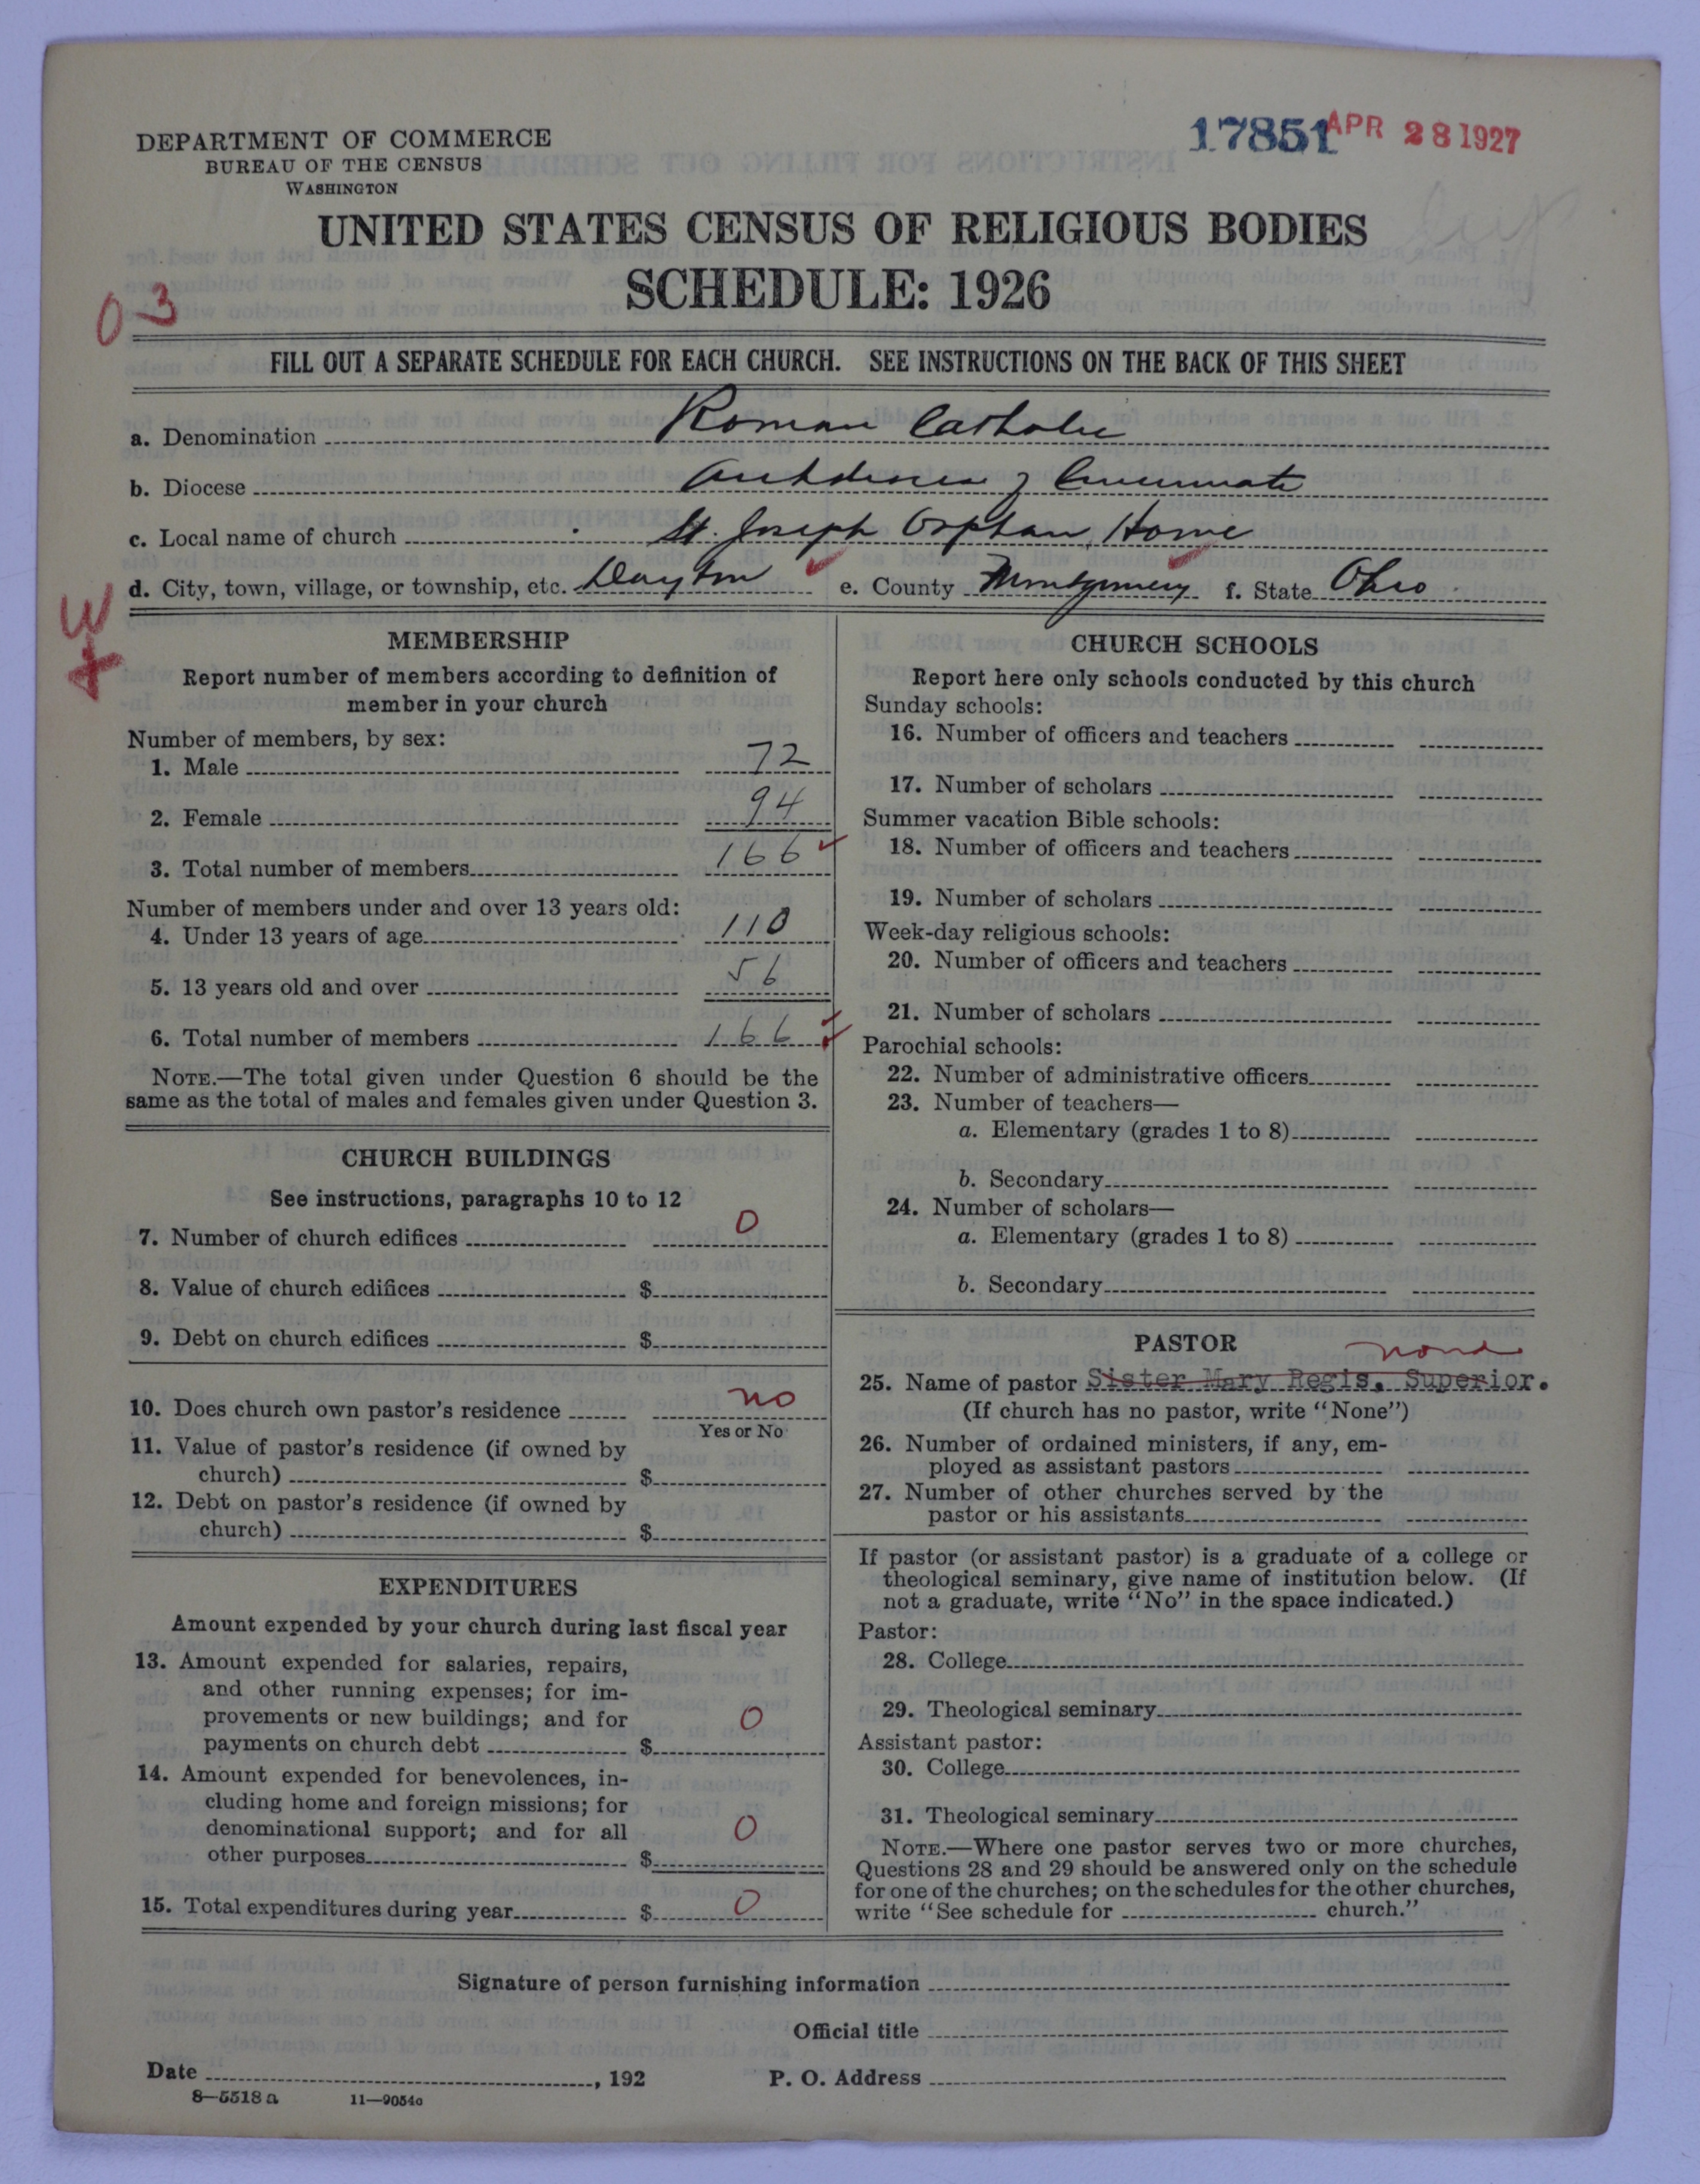 DEPARTMENT OF COMMERCE
BUREAU OF THE CENSUS
WASHINGTON
17851
APR 28 1927
UNITED STATES CENSUS OF RELIGIOUS BODIES
SCHEDULE: 1926
03
FILL OUT A SEPARATE SCHEDULE FOR EACH CHURCH. SEE INSTRUCTIONS ON THE BACK OF THIS SHEET
a. Denomination Roman Catholic
b. Diocese Archdiocese of Cincinnati
c. Local name of church St. Joseph Orphan Home
d. City, town, village, or township, etc. Dayton e. County Montgomery f. State Ohio
MEMBERSHIP
Report number of members according to definition of
member in your church
Number of members, by sex:
1. Male 72
2. Female 94
3. Total number of members 166
Number of members under and over 13 years old:
4. Under 13 years of age 110
5. 13 years old and over 56
6. Total number of members 166
NOTE.—The total given under Question 6 should be the
same as the total of males and females given under Question 3.
CHURCH BUILDINGS
See instructions, paragraphs 10 to 12
7. Number of church edifices 0
8. Value of church edifices $
9. Debt on church edifices $
10. Does church own pastor's residence no
Yes or No
11. Value of pastor's residence (if owned by
church) $
12. Debt on pastor's residence (if owned by
church) $
EXPENDITURES
Amount expended by your church during last fiscal year
13. Amount expended for salaries, repairs,
and other running expenses; for im-
provements or new buildings; and for
payments on church debt $ 0
14. Amount expended for benevolences, in-
cluding home and foreign missions; for
denominational support; and for all
other purposes $ 0
15. Total expenditures during year $ 0
CHURCH SCHOOLS
Report here only schools conducted by this church
Sunday schools:
16. Number of officers and teachers
17. Number of scholars
Summer vacation Bible schools:
18. Number of officers and teachers
19. Number of scholars
Week-day religious schools:
20. Number of officers and teachers
21. Number of scholars
Parochial schools:
22. Number of administrative officers
23. Number of teachers—
a. Elementary (grades 1 to 8)
b. Secondary
24. Number of scholars—
a. Elementary (grades 1 to 8)
b. Secondary
PASTOR
none
25. Name of pastor Sister Mary Regis. Superior.
(If church has no pastor, write "None")
26. Number of ordained ministers, if any, em-
ployed as assistant pastors
27. Number of other churches served by the
pastor or his assistants
If pastor (or assistant pastor) is a graduate of a college or
theological seminary, give name of institution below. (If
not a graduate, write "No" in the space indicated.)
Pastor:
28. College
29. Theological seminary
Assistant pastor:
30. College
31. Theological seminary
NOTE.—Where one pastor serves two or more churches,
Questions 28 and 29 should be answered only on the schedule
for one of the churches; on the schedules for the other churches,
write "See schedule for church."
Signature of person furnishing information
Official title
Date , 192 P. O. Address
8—5518 a 11—9054c